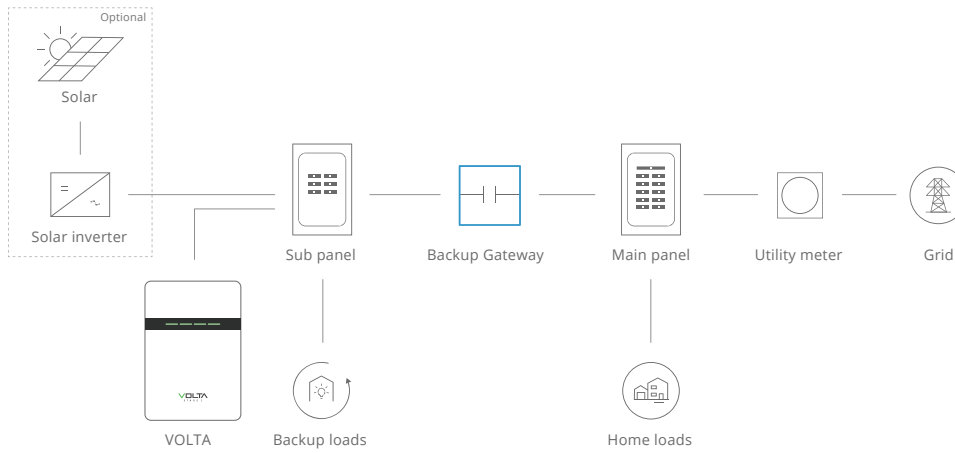 Optional
Solar
Solar inverter
Sub panel
Backup Gateway
Main panel
Utility meter
Grid
VOLTA
VOLTA
Backup loads
Home loads